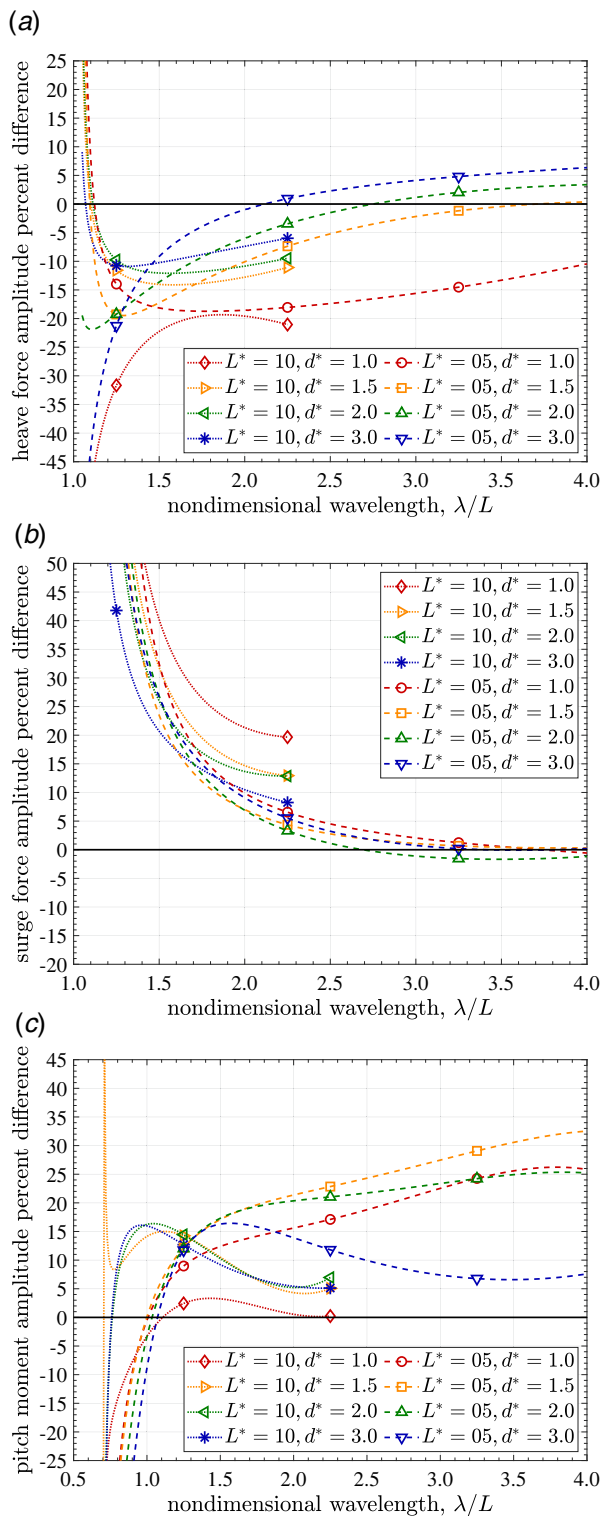 (a)
heave force amplitude percent difference
25
20
15
10
5
0
-5
-10
-15
-20
-25
-30
-35
-40
-45
L* = 10, d* = 1.0 L* = 05, d* = 1.0
L* = 10, d* = 1.5 L* = 05, d* = 1.5
L* = 10, d* = 2.0 L* = 05, d* = 2.0
L* = 10, d* = 3.0 L* = 05, d* = 3.0
1.0 1.5 2.0 2.5 3.0 3.5 4.0
nondimensional wavelength, λ/L
(b)
surge force amplitude percent difference
50
45
40
35
30
25
20
15
10
5
0
-5
-10
-15
-20
L* = 10, d* = 1.0
L* = 10, d* = 1.5
L* = 10, d* = 2.0
L* = 10, d* = 3.0
L* = 05, d* = 1.0
L* = 05, d* = 1.5
L* = 05, d* = 2.0
L* = 05, d* = 3.0
1.0 1.5 2.0 2.5 3.0 3.5 4.0
nondimensional wavelength, λ/L
(c)
pitch moment amplitude percent difference
45
40
35
30
25
20
15
10
5
0
-5
-10
-15
-20
-25
L* = 10, d* = 1.0 L* = 05, d* = 1.0
L* = 10, d* = 1.5 L* = 05, d* = 1.5
L* = 10, d* = 2.0 L* = 05, d* = 2.0
L* = 10, d* = 3.0 L* = 05, d* = 3.0
0.5 1.0 1.5 2.0 2.5 3.0 3.5 4.0
nondimensional wavelength, λ/L